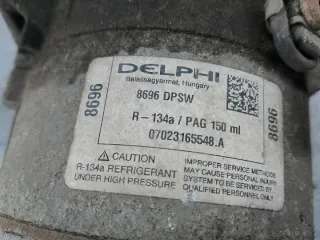 DELPHI
Balassagyarmat, Hungary
8696 DPSW
8696
8696
R-134a / PAG 150 ml
07023165548.A
⚠ CAUTION
R-134a REFRIGERANT
UNDER HIGH PRESSURE
IMPROPER SERVICE METHODS
MAY CAUSE PERSONAL INJURY
SYSTEM TO BE SERVICED BY
QUALIFIED PERSONNEL ONLY